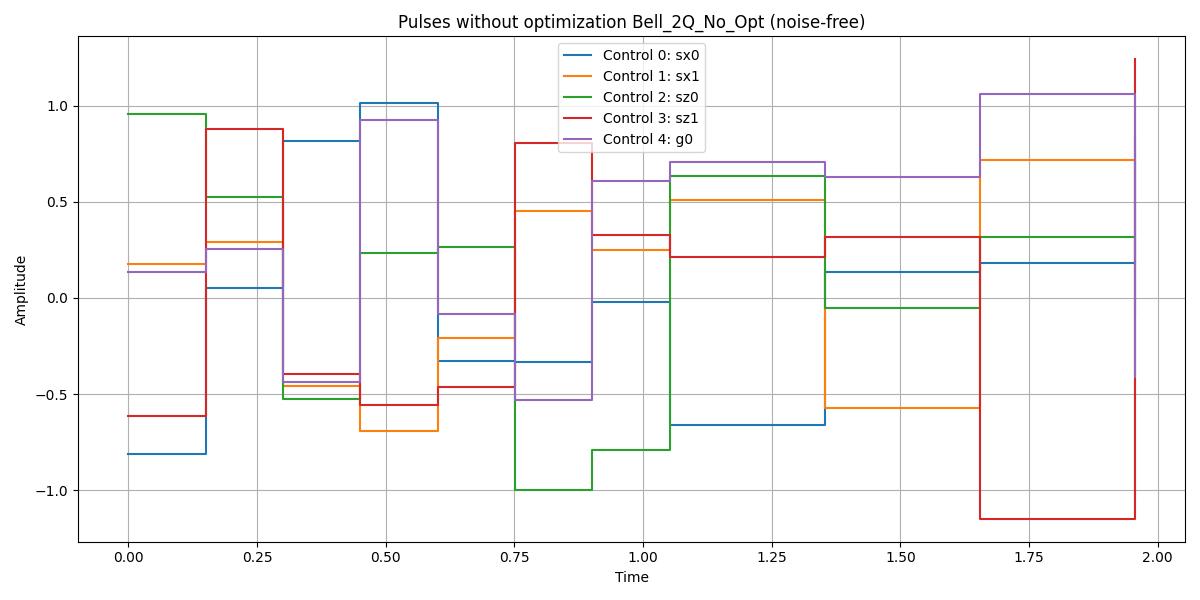 Pulses without optimization Bell_2Q_No_Opt (noise-free)
Control 0: sx0
Control 1: sx1
Control 2: sz0
Control 3: sz1
Control 4: g0
Amplitude
1.0
0.5
0.0
−0.5
−1.0
0.00 0.25 0.50 0.75 1.00 1.25 1.50 1.75 2.00
Time